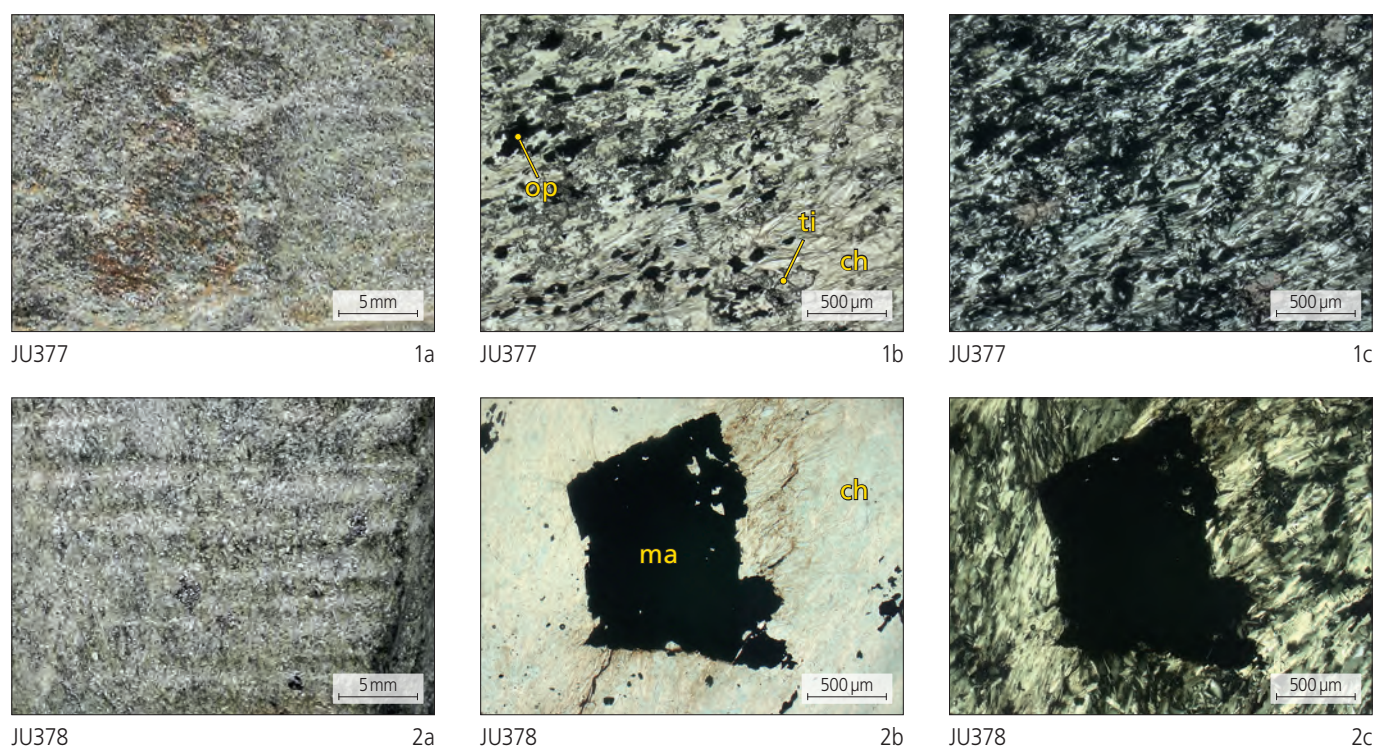 5 mm
op
ti
ch
500 µm
500 µm
JU377 1a
JU377 1b
JU377 1c
5 mm
ma
ch
500 µm
500 µm
JU378 2a
JU378 2b
JU378 2c